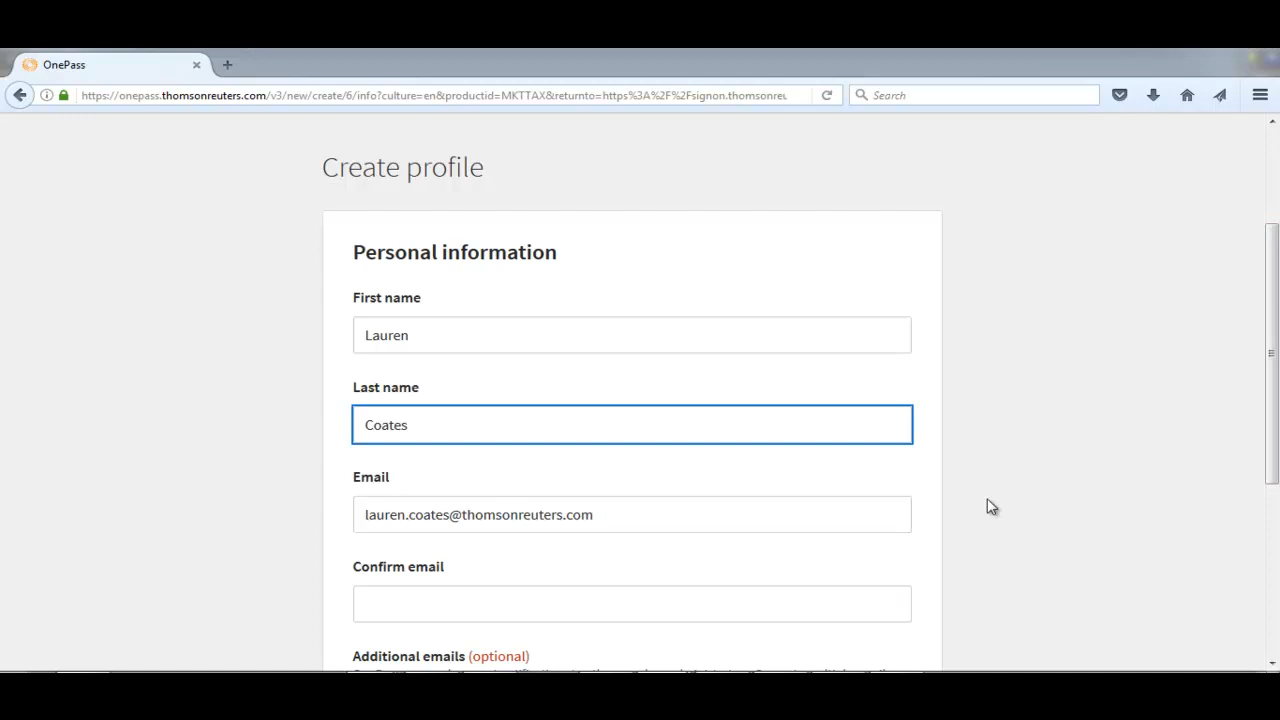 OnePass
https://onepass.thomsonreuters.com/v3/new/create/6/info?culture=en&productid=MKTTAX&returnto=https%3A%2F%2Fsignon.thomsonreu
Search
Create profile
Personal information
First name
Lauren
Last name
Coates
Email
lauren.coates@thomsonreuters.com
Confirm email
Additional emails (optional)